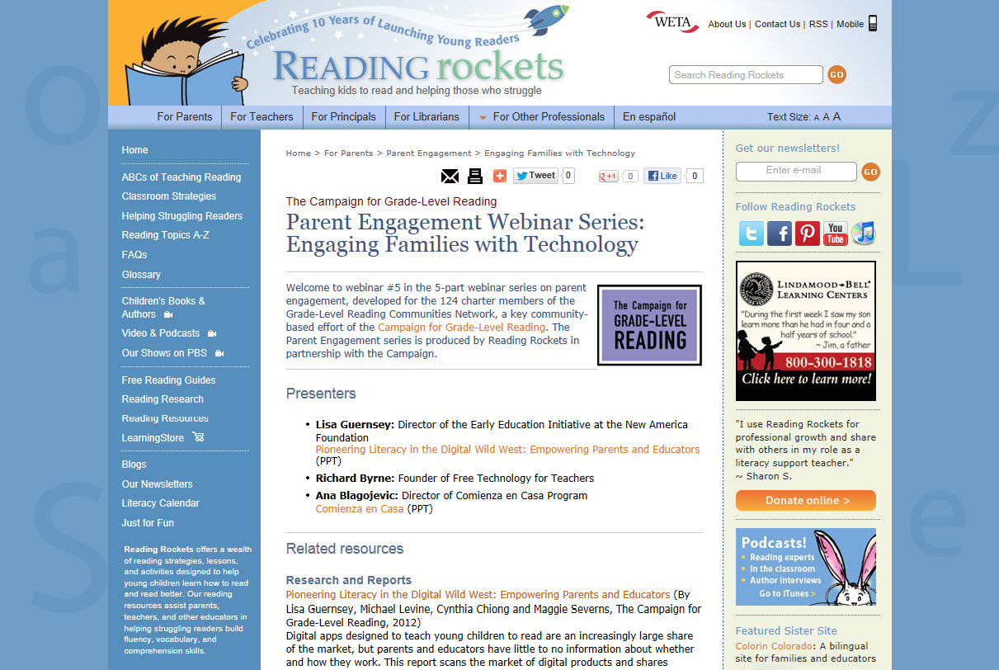 Celebrating 10 Years of Launching Young Readers
READING rockets
Teaching kids to read and helping those who struggle
WETA
About Us | Contact Us | RSS | Mobile
Search Reading Rockets GO
For Parents For Teachers For Principals For Librarians For Other Professionals En español Text Size: A A A
Home
ABCs of Teaching Reading
Classroom Strategies
Helping Struggling Readers
Reading Topics A-Z
FAQs
Glossary
Children's Books &
Authors
Video & Podcasts
Our Shows on PBS
Free Reading Guides
Reading Research
Reading Resources
LearningStore
Blogs
Our Newsletters
Literacy Calendar
Just for Fun
Reading Rockets offers a wealth
of reading strategies, lessons,
and activities designed to help
young children learn how to read
and read better. Our reading
resources assist parents,
teachers, and other educators in
helping struggling readers build
fluency, vocabulary, and
comprehension skills.
Home > For Parents > Parent Engagement > Engaging Families with Technology
Tweet 0 g +1 0 Like 0
The Campaign for Grade-Level Reading
Parent Engagement Webinar Series:
Engaging Families with Technology
Welcome to webinar #5 in the 5-part webinar series on parent
engagement, developed for the 124 charter members of the
Grade-Level Reading Communities Network, a key community-
based effort of the Campaign for Grade-Level Reading. The
Parent Engagement series is produced by Reading Rockets in
partnership with the Campaign.
The Campaign for
GRADE-LEVEL
READING
Presenters
• Lisa Guernsey: Director of the Early Education Initiative at the New America
Foundation
Pioneering Literacy in the Digital Wild West: Empowering Parents and Educators
(PPT)
• Richard Byrne: Founder of Free Technology for Teachers
• Ana Blagojevic: Director of Comienza en Casa Program
Comienza en Casa (PPT)
Related resources
Research and Reports
Pioneering Literacy in the Digital Wild West: Empowering Parents and Educators (By
Lisa Guernsey, Michael Levine, Cynthia Chiong and Maggie Severns, The Campaign for
Grade-Level Reading, 2012)
Digital apps designed to teach young children to read are an increasingly large share
of the market, but parents and educators have little to no information about whether
and how they work. This report scans the market of digital products and shares
Get our newsletters!
Enter e-mail GO
Follow Reading Rockets
You
Tube
LINDAMOOD-BELL®
LEARNING CENTERS
"During the first week I saw my son
learn more than he had in four and a
half years of school."
~ Jim, a father
800-300-1818
Click here to learn more!
"I use Reading Rockets for
professional growth and share
with others in my role as a
literacy support teacher."
~ Sharon S.
Donate online >
Podcasts!
• Reading experts
• In the classroom
• Author interviews
Go to iTunes >
Featured Sister Site
Colorin Colorado: A bilingual
site for families and educators
o
a
S
z
L
e